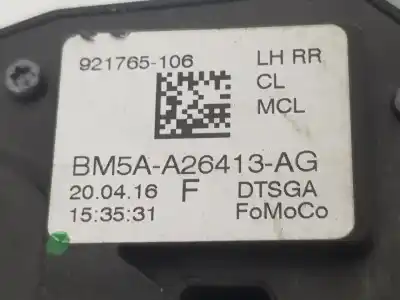 921765-106 LH RR
CL
MCL
BM5A-A26413-AG
20.04.16 F DTSGA
15:35:31 FoMoCo